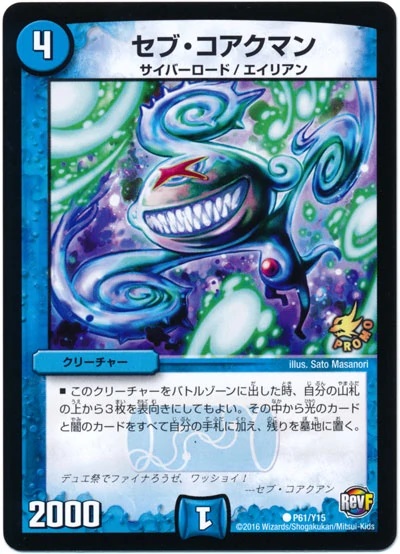 4
セブ・コアクマン
サイバーロード / エイリアン
PROMO
クリーチャー
illus. Sato Masanori
■ このクリーチャーをバトルゾーンに出した時、自分の山札
の上から3枚を表向きにしてもよい。その中から光のカード
と闇のカードをすべて自分の手札に加え、残りを墓地に置く。
デュエ祭でファイナろうぜ、ワッショイ！
---セブ・コアクアン
2000
1
●P61/Y15
RevF
©2016 Wizards/Shogakukan/Mitsui-Kids